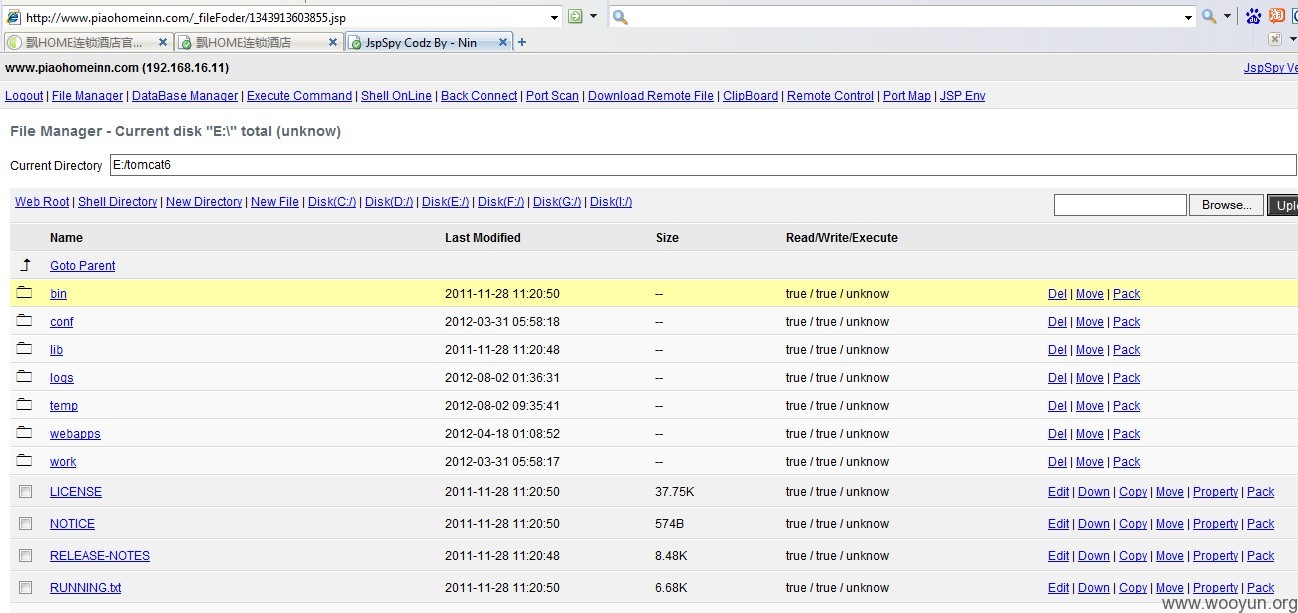 http://www.piaohomeinn.com/_fileFoder/1343913603855.jsp
飘HOME连锁酒店官... 飘HOME连锁酒店 JspSpy Codz By - Nin
www.piaohomeinn.com (192.168.16.11) JspSpy Ve
Logout | File Manager | DataBase Manager | Execute Command | Shell OnLine | Back Connect | Port Scan | Download Remote File | ClipBoard | Remote Control | Port Map | JSP Env
File Manager - Current disk "E:\" total (unknow)
Current Directory E:/tomcat6
Web Root | Shell Directory | New Directory | New File | Disk(C:/) | Disk(D:/) | Disk(E:/) | Disk(F:/) | Disk(G:/) | Disk(I:/) Browse... Uplo
Name Last Modified Size Read/Write/Execute
Goto Parent
bin 2011-11-28 11:20:50 -- true / true / unknow Del | Move | Pack
conf 2012-03-31 05:58:18 -- true / true / unknow Del | Move | Pack
lib 2011-11-28 11:20:48 -- true / true / unknow Del | Move | Pack
logs 2012-08-02 01:36:31 -- true / true / unknow Del | Move | Pack
temp 2012-08-02 09:35:41 -- true / true / unknow Del | Move | Pack
webapps 2012-04-18 01:08:52 -- true / true / unknow Del | Move | Pack
work 2012-03-31 05:58:17 -- true / true / unknow Del | Move | Pack
LICENSE 2011-11-28 11:20:50 37.75K true / true / unknow Edit | Down | Copy | Move | Property | Pack
NOTICE 2011-11-28 11:20:50 574B true / true / unknow Edit | Down | Copy | Move | Property | Pack
RELEASE-NOTES 2011-11-28 11:20:48 8.48K true / true / unknow Edit | Down | Copy | Move | Property | Pack
RUNNING.txt 2011-11-28 11:20:50 6.68K true / true / unknow Edit | Down | Copy | Move | Property | Pack
www.wooyun.org